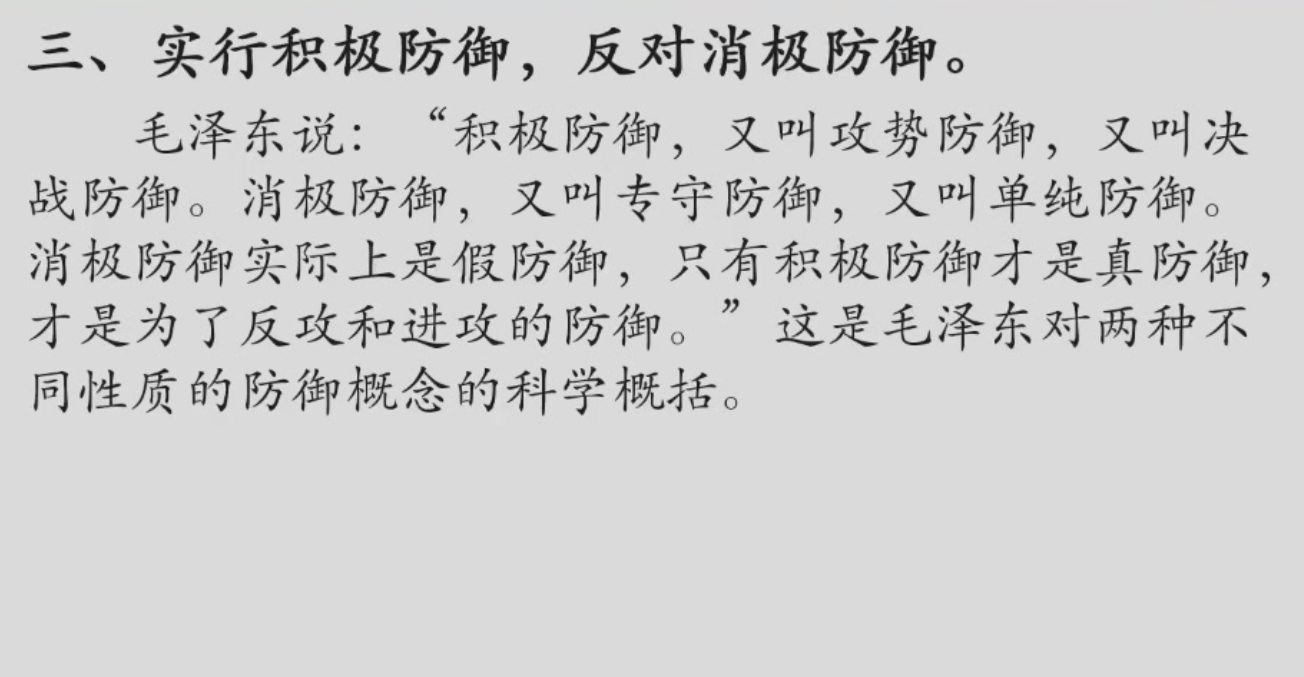 三、实行积极防御，反对消极防御。
毛泽东说：“积极防御，又叫攻势防御，又叫决
战防御。消极防御，又叫专守防御，又叫单纯防御。
消极防御实际上是假防御，只有积极防御才是真防御，
才是为了反攻和进攻的防御。”这是毛泽东对两种不
同性质的防御概念的科学概括。